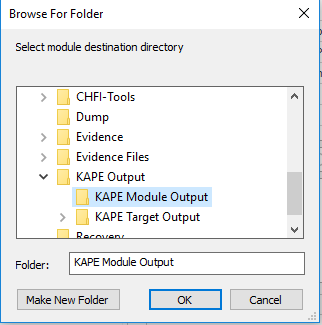 Browse For Folder
Select module destination directory
CHFI-Tools
Dump
Evidence
Evidence Files
KAPE Output
KAPE Module Output
KAPE Target Output
Recovery
Folder: KAPE Module Output
Make New Folder OK Cancel